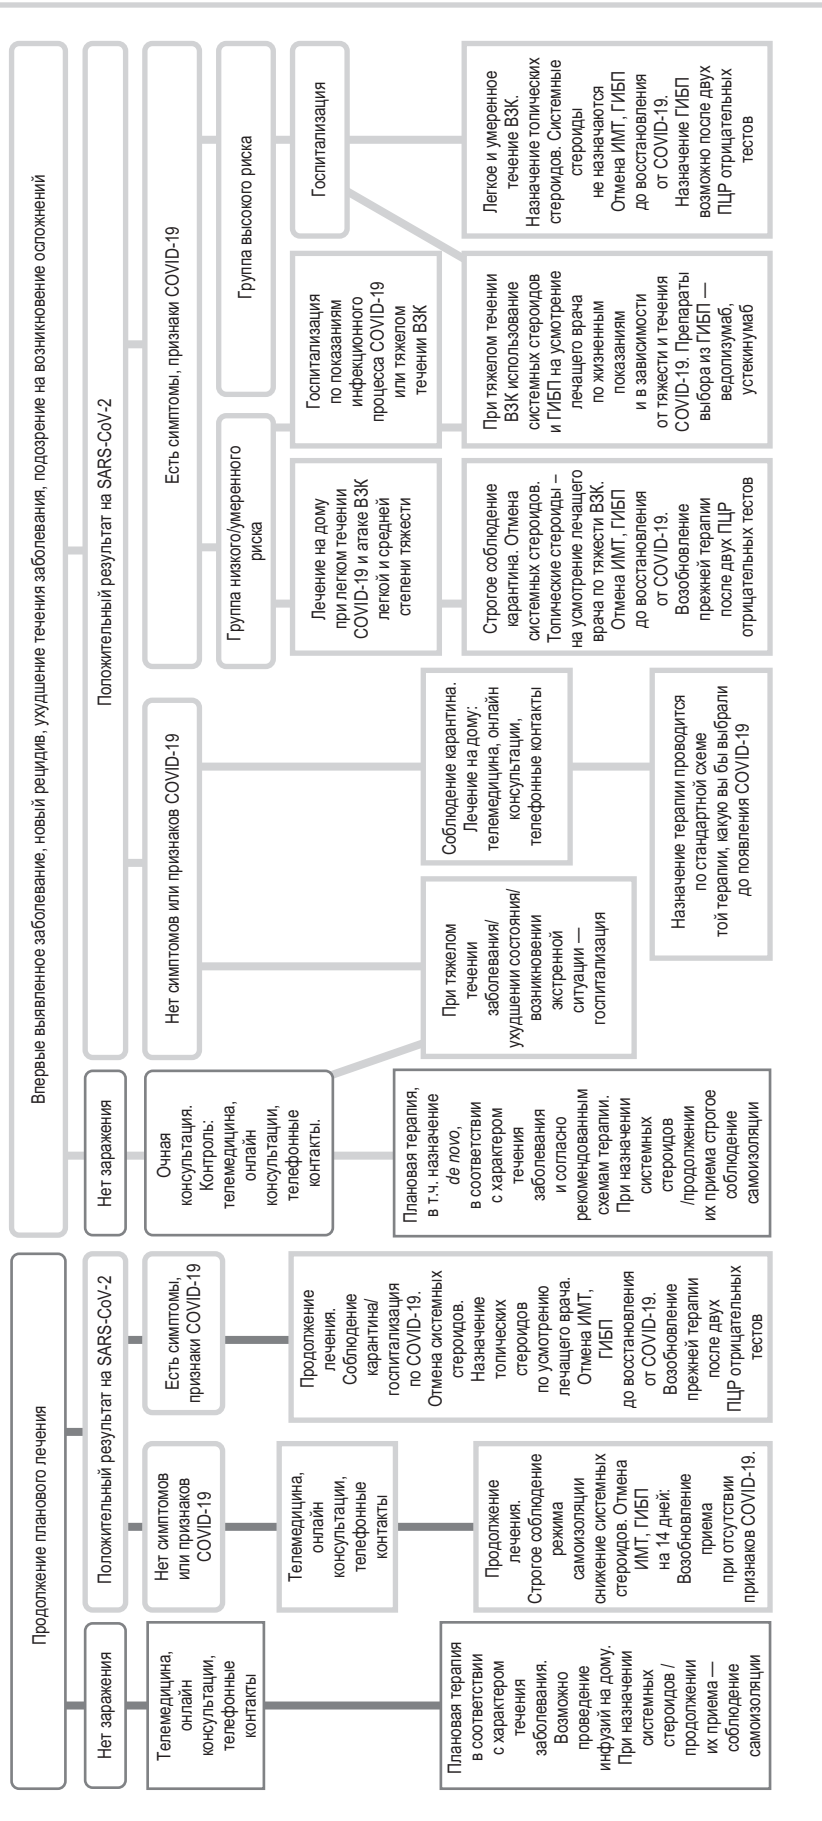 Продолжение планового лечения
Нет заражения
Телемедицина,
онлайн
консультации,
телефонные
контакты
Плановая терапия
в соответствии
с характером
течения
заболевания.
Возможно
проведение
инфузий на дому.
При назначении
системных
стероидов /
продолжении
их приема —
соблюдение
самоизоляции
Положительный результат на SARS-CoV-2
Нет симптомов
или признаков
COVID-19
Телемедицина,
онлайн
консультации,
телефонные
контакты
Продолжение
лечения.
Строгое соблюдение
режима
самоизоляции
снижение системных
стероидов. Отмена
ИМТ, ГИБП
на 14 дней:
Возобновление
приема
при отсутствии
признаков COVID-19.
Есть симптомы,
признаки COVID-19
Продолжение
лечения.
Соблюдение
карантина/
госпитализация
по COVID-19.
Отмена системных
стероидов.
Назначение
топических
стероидов
по усмотрению
лечащего врача.
Отмена ИМТ,
ГИБП
до восстановления
от COVID-19.
Возобновление
прежней терапии
после двух
ПЦР отрицательных
тестов
Впервые выявленное заболевание, новый рецидив, ухудшение течения заболевания, подозрение на возникновение осложнений
Нет заражения
Очная
консультация.
Контроль:
телемедицина,
онлайн
консультации,
телефонные
контакты.
Плановая терапия,
в т.ч. назначение
de novo,
в соответствии
с характером
течения
заболевания
и согласно
рекомендованным
схемам терапии.
При назначении
системных
стероидов
/продолжении
их приема строгое
соблюдение
самоизоляции
Положительный результат на SARS-CoV-2
Нет симптомов или признаков COVID-19
При тяжелом
течении
заболевания/
ухудшении состояния/
возникновении
экстренной
ситуации —
госпитализация
Соблюдение карантина.
Лечение на дому:
телемедицина, онлайн
консультации,
телефонные контакты
Назначение терапии проводится
по стандартной схеме
той терапии, какую вы бы выбрали
до появления COVID-19
Есть симптомы, признаки COVID-19
Группа низкого/умеренного
риска
Лечение на дому
при легком течении
COVID-19 и атаке ВЗК
легкой и средней
степени тяжести
Строгое соблюдение
карантина. Отмена
системных стероидов.
Топические стероиды –
на усмотрение лечащего
врача по тяжести ВЗК.
Отмена ИМТ, ГИБП
до восстановления
от COVID-19.
Возобновление
прежней терапии
после двух ПЦР
отрицательных тестов
Госпитализация
по показаниям
инфекционного
процесса COVID-19
или тяжелом
течении ВЗК
При тяжелом течении
ВЗК использование
системных стероидов
и ГИБП на усмотрение
лечащего врача
по жизненным
показаниям
и в зависимости
от тяжести и течения
COVID-19. Препараты
выбора из ГИБП —
ведолизумаб,
устекинумаб
Группа высокого риска
Госпитализация
Легкое и умеренное
течение ВЗК.
Назначение топических
стероидов. Системные
стероиды
не назначаются
Отмена ИМТ, ГИБП
до восстановления
от COVID-19.
Назначение ГИБП
возможно после двух
ПЦР отрицательных
тестов